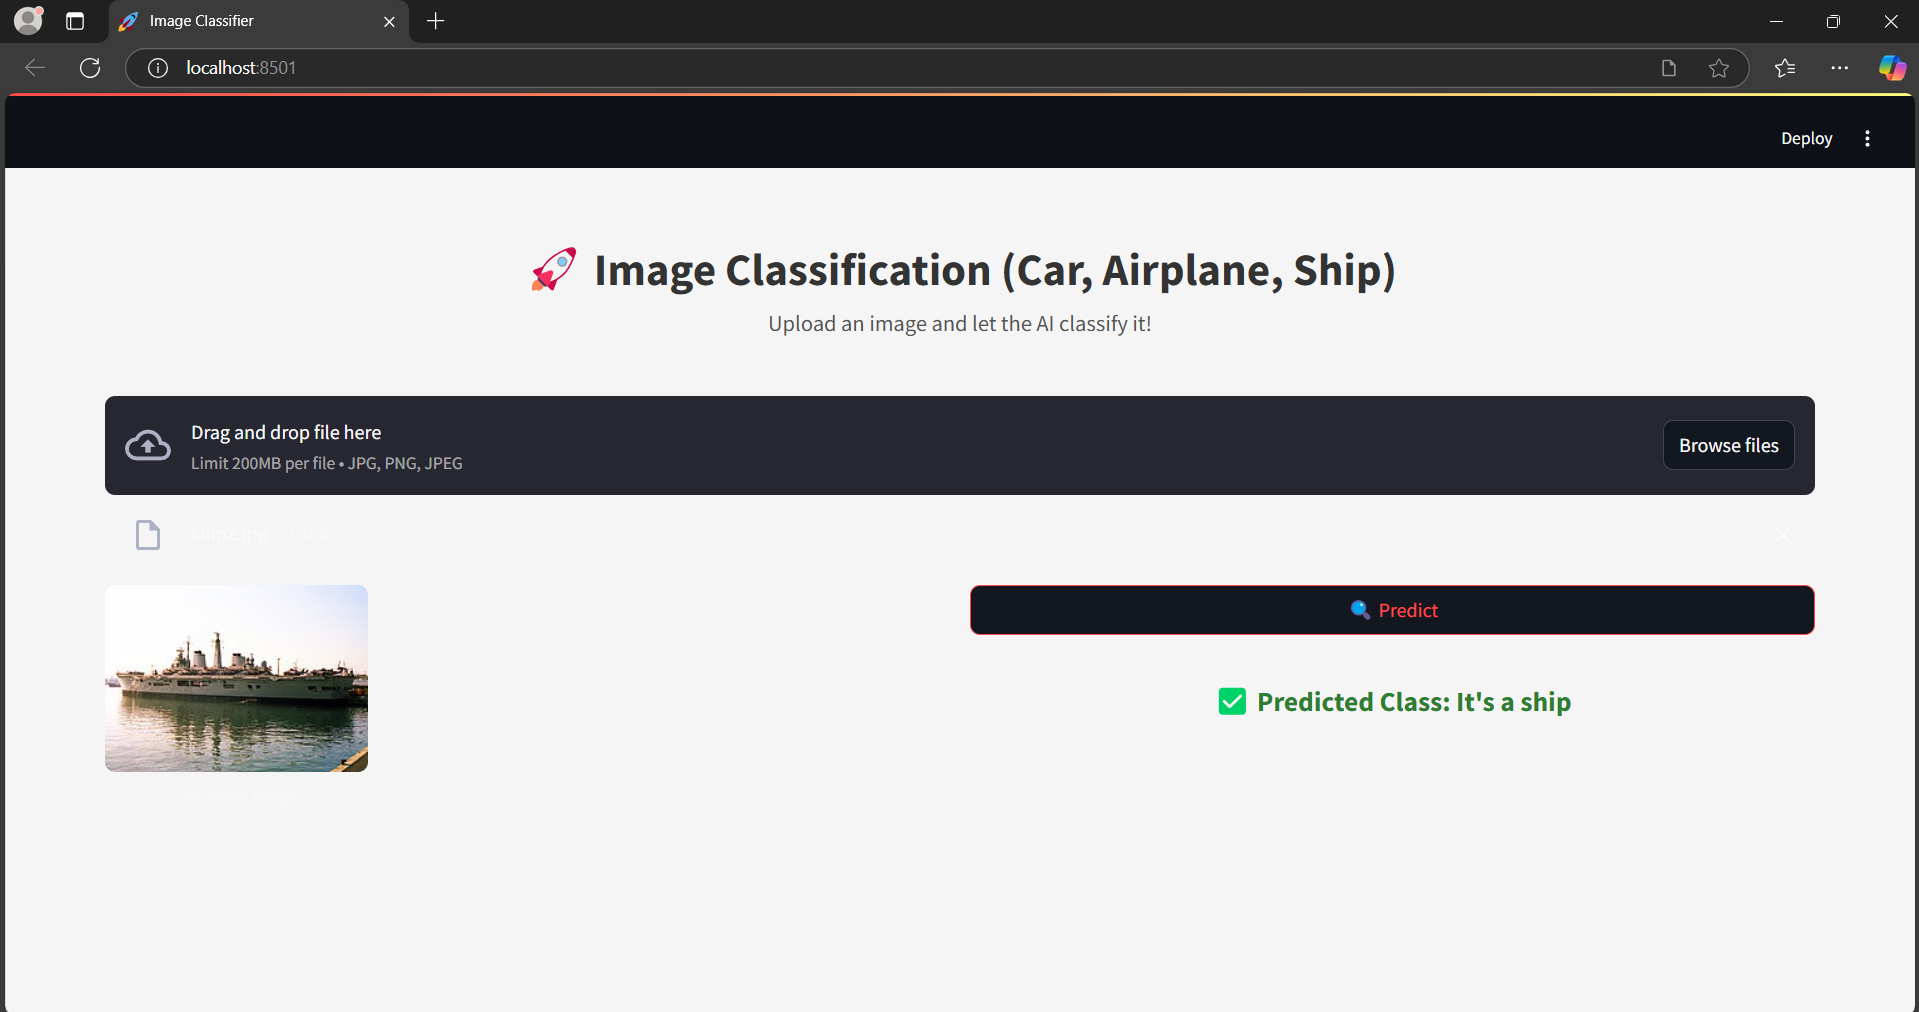 Image Classifier
localhost:8501
Deploy
🚀 Image Classification (Car, Airplane, Ship)
Upload an image and let the AI classify it!
Drag and drop file here
Limit 200MB per file • JPG, PNG, JPEG
Browse files
ship2.jpg
🔍 Predict
✅ Predicted Class: It's a ship